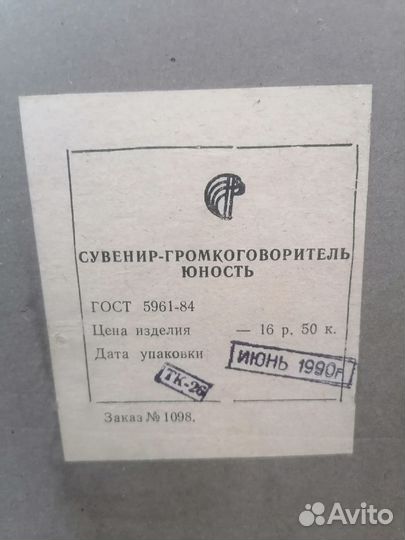 СУВЕНИР-ГРОМКОГОВОРИТЕЛЬ
ЮНОСТЬ
ГОСТ 5961-84
Цена изделия — 16 р. 50 к.
Дата упаковки ИЮНЬ 1990г
ТК-26
Заказ № 1098.
Avito